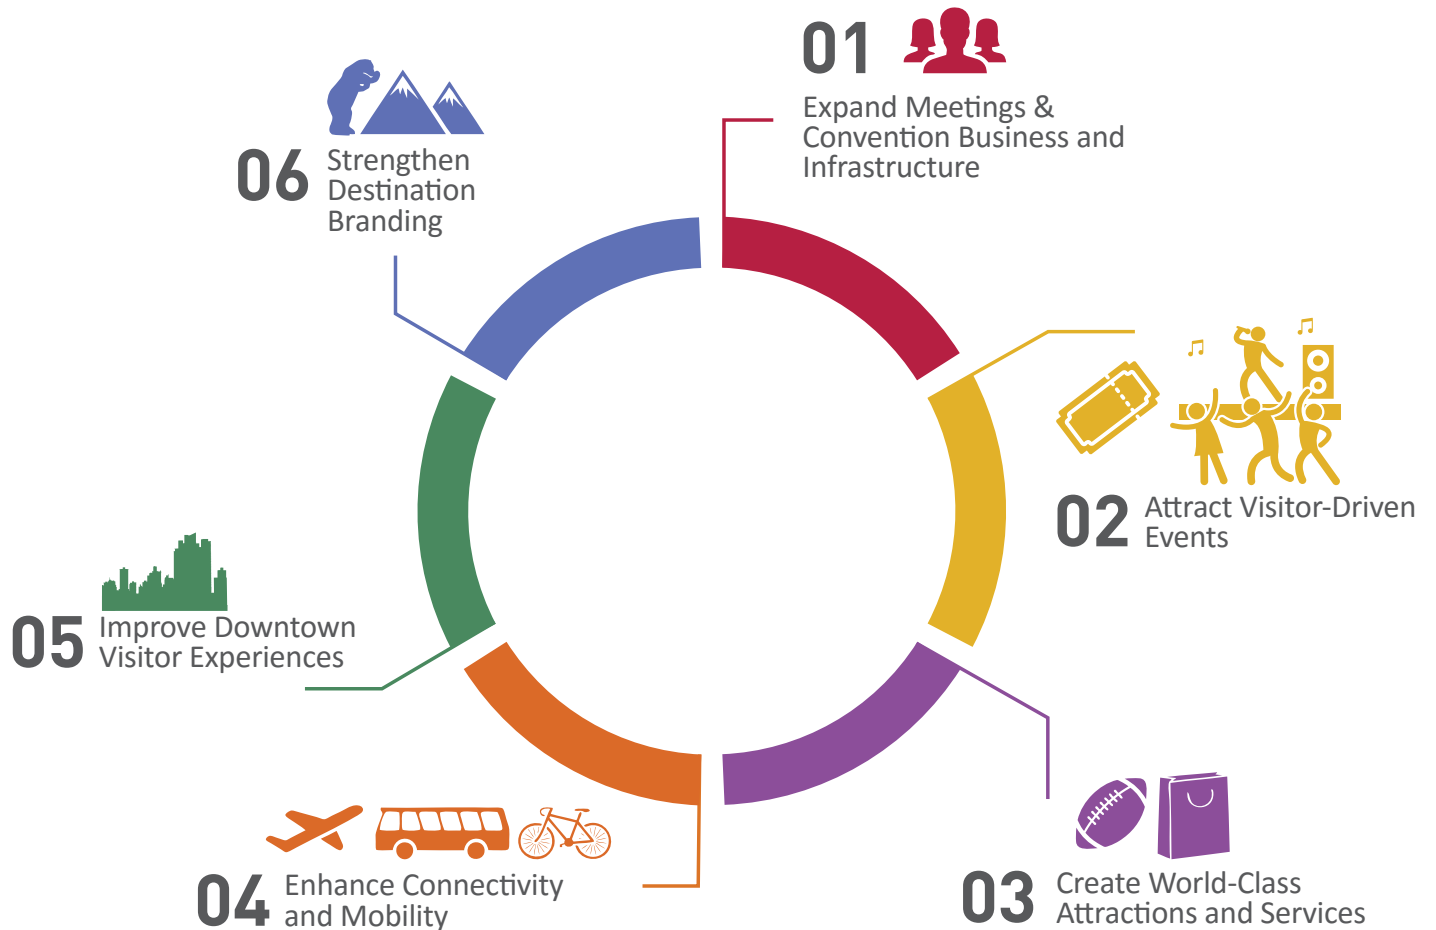 01
Expand Meetings &
Convention Business and
Infrastructure
02
Attract Visitor-Driven
Events
03
Create World-Class
Attractions and Services
04
Enhance Connectivity
and Mobility
05
Improve Downtown
Visitor Experiences
06
Strengthen
Destination
Branding